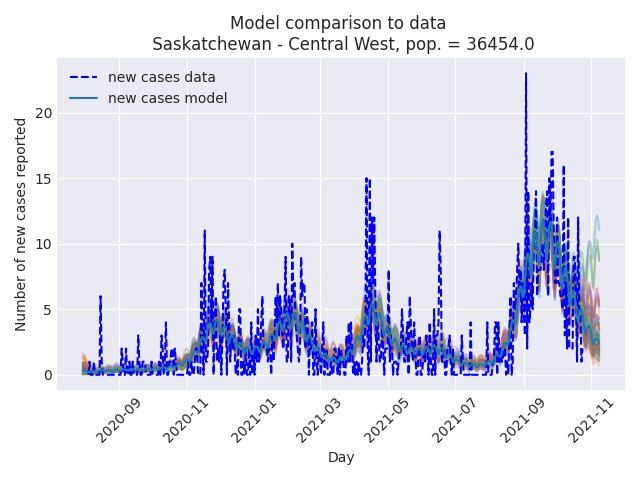 Model comparison to data
Saskatchewan - Central West, pop. = 36454.0
new cases data
new cases model
Number of new cases reported
20
15
10
5
0
2020-09
2020-11
2021-01
2021-03
2021-05
2021-07
2021-09
2021-11
Day